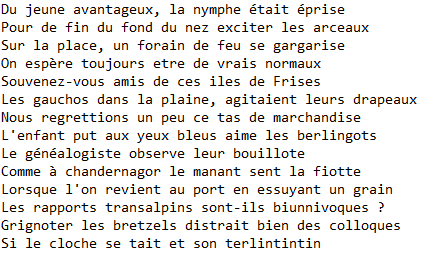 Du jeune avantageux, la nymphe était éprise
Pour de fin du fond du nez exciter les arceaux
Sur la place, un forain de feu se gargarise
On espère toujours etre de vrais normaux
Souvenez-vous amis de ces iles de Frises
Les gauchos dans la plaine, agitaient leurs drapeaux
Nous regrettions un peu ce tas de marchandise
L'enfant put aux yeux bleus aime les berlingots
Le généalogiste observe leur bouillote
Comme à chandernagor le manant sent la fiotte
Lorsque l'on revient au port en essuyant un grain
Les rapports transalpins sont-ils biunnivoques ?
Grignoter les bretzels distrait bien des colloques
Si le cloche se tait et son terlintintin